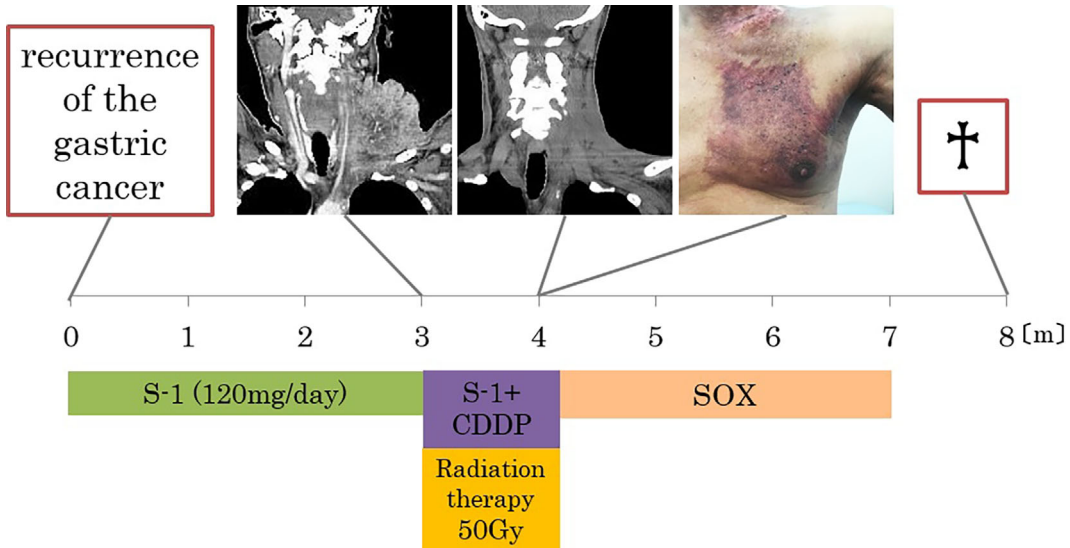 recurrence
of the
gastric
cancer
†
0 1 2 3 4 5 6 7 8 [m]
S-1 (120mg/day)
S-1+
CDDP
SOX
Radiation
therapy
50Gy